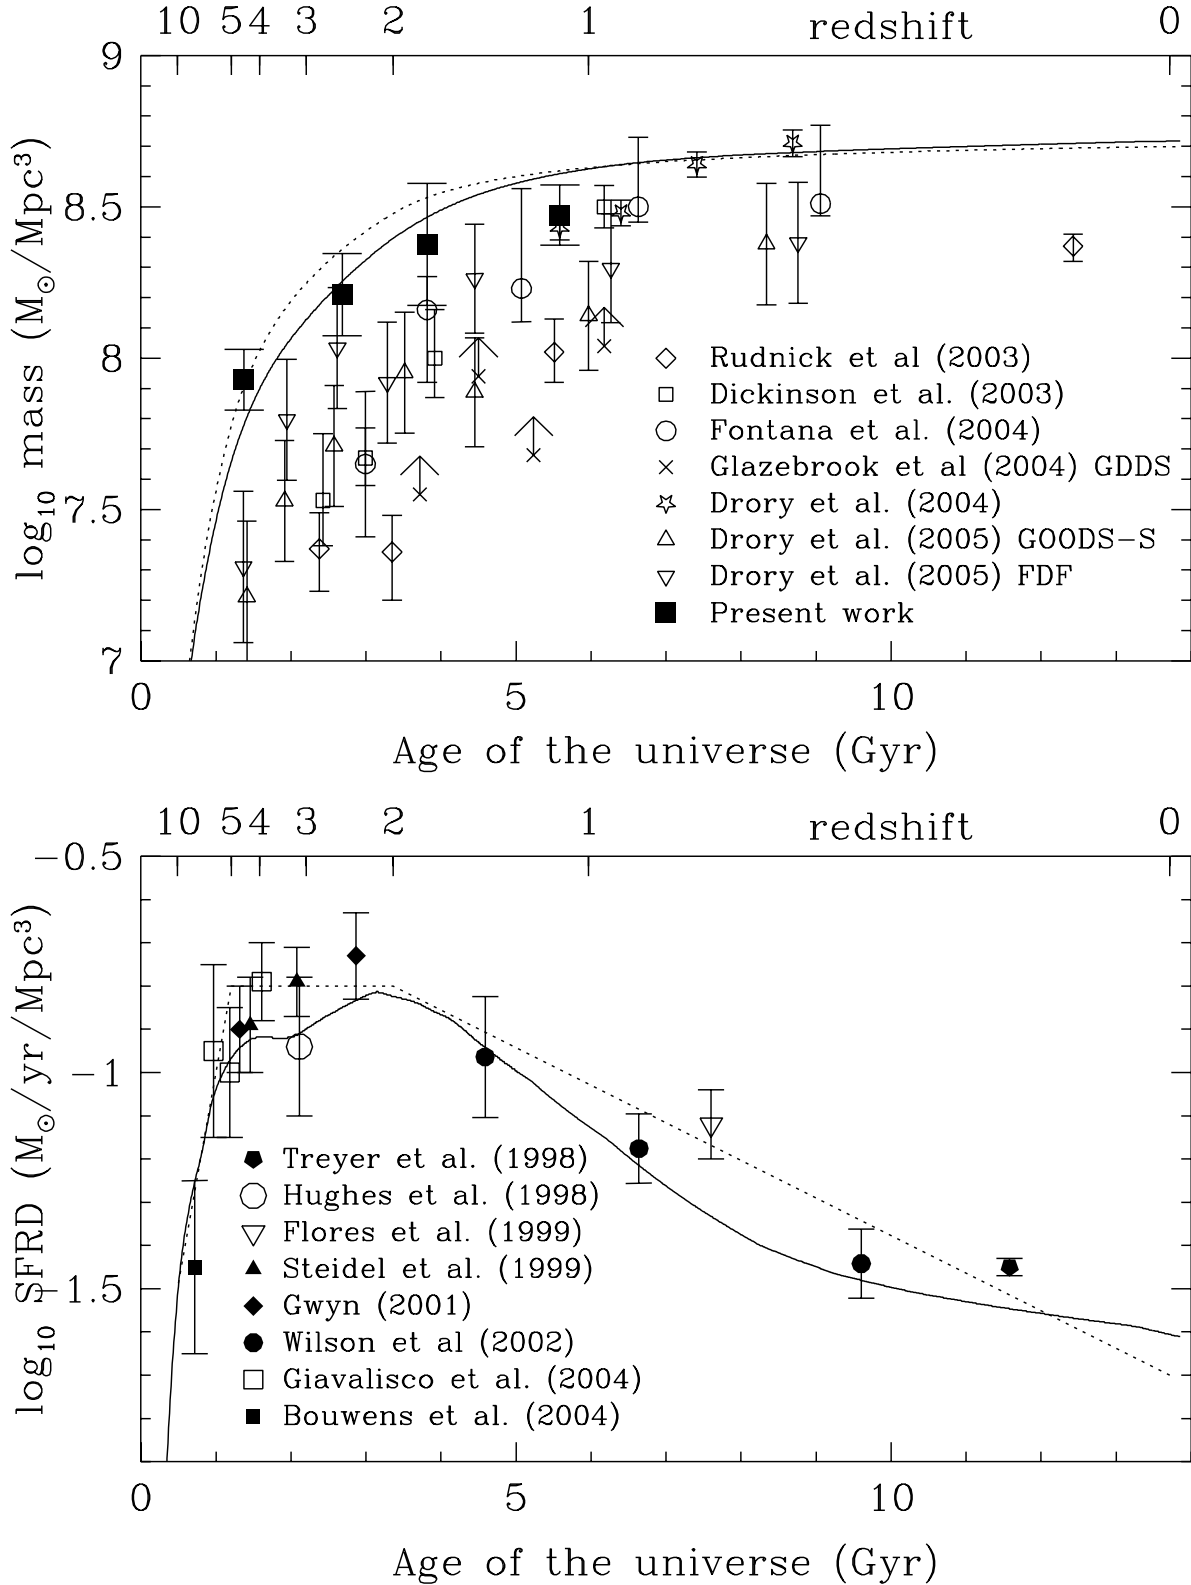 10 5 4 3 2 1 redshift 0
9
8.5
8
7.5
7
log10 mass (M⊙/Mpc³)
Rudnick et al (2003)
Dickinson et al. (2003)
Fontana et al. (2004)
Glazebrook et al (2004) GDDS
Drory et al. (2004)
Drory et al. (2005) GOODS-S
Drory et al. (2005) FDF
Present work
0 5 10
Age of the universe (Gyr)
10 5 4 3 2 1 redshift 0
-0.5
-1
-1.5
log10 SFRD (M⊙/yr/Mpc³)
Treyer et al. (1998)
Hughes et al. (1998)
Flores et al. (1999)
Steidel et al. (1999)
Gwyn (2001)
Wilson et al (2002)
Giavalisco et al. (2004)
Bouwens et al. (2004)
0 5 10
Age of the universe (Gyr)